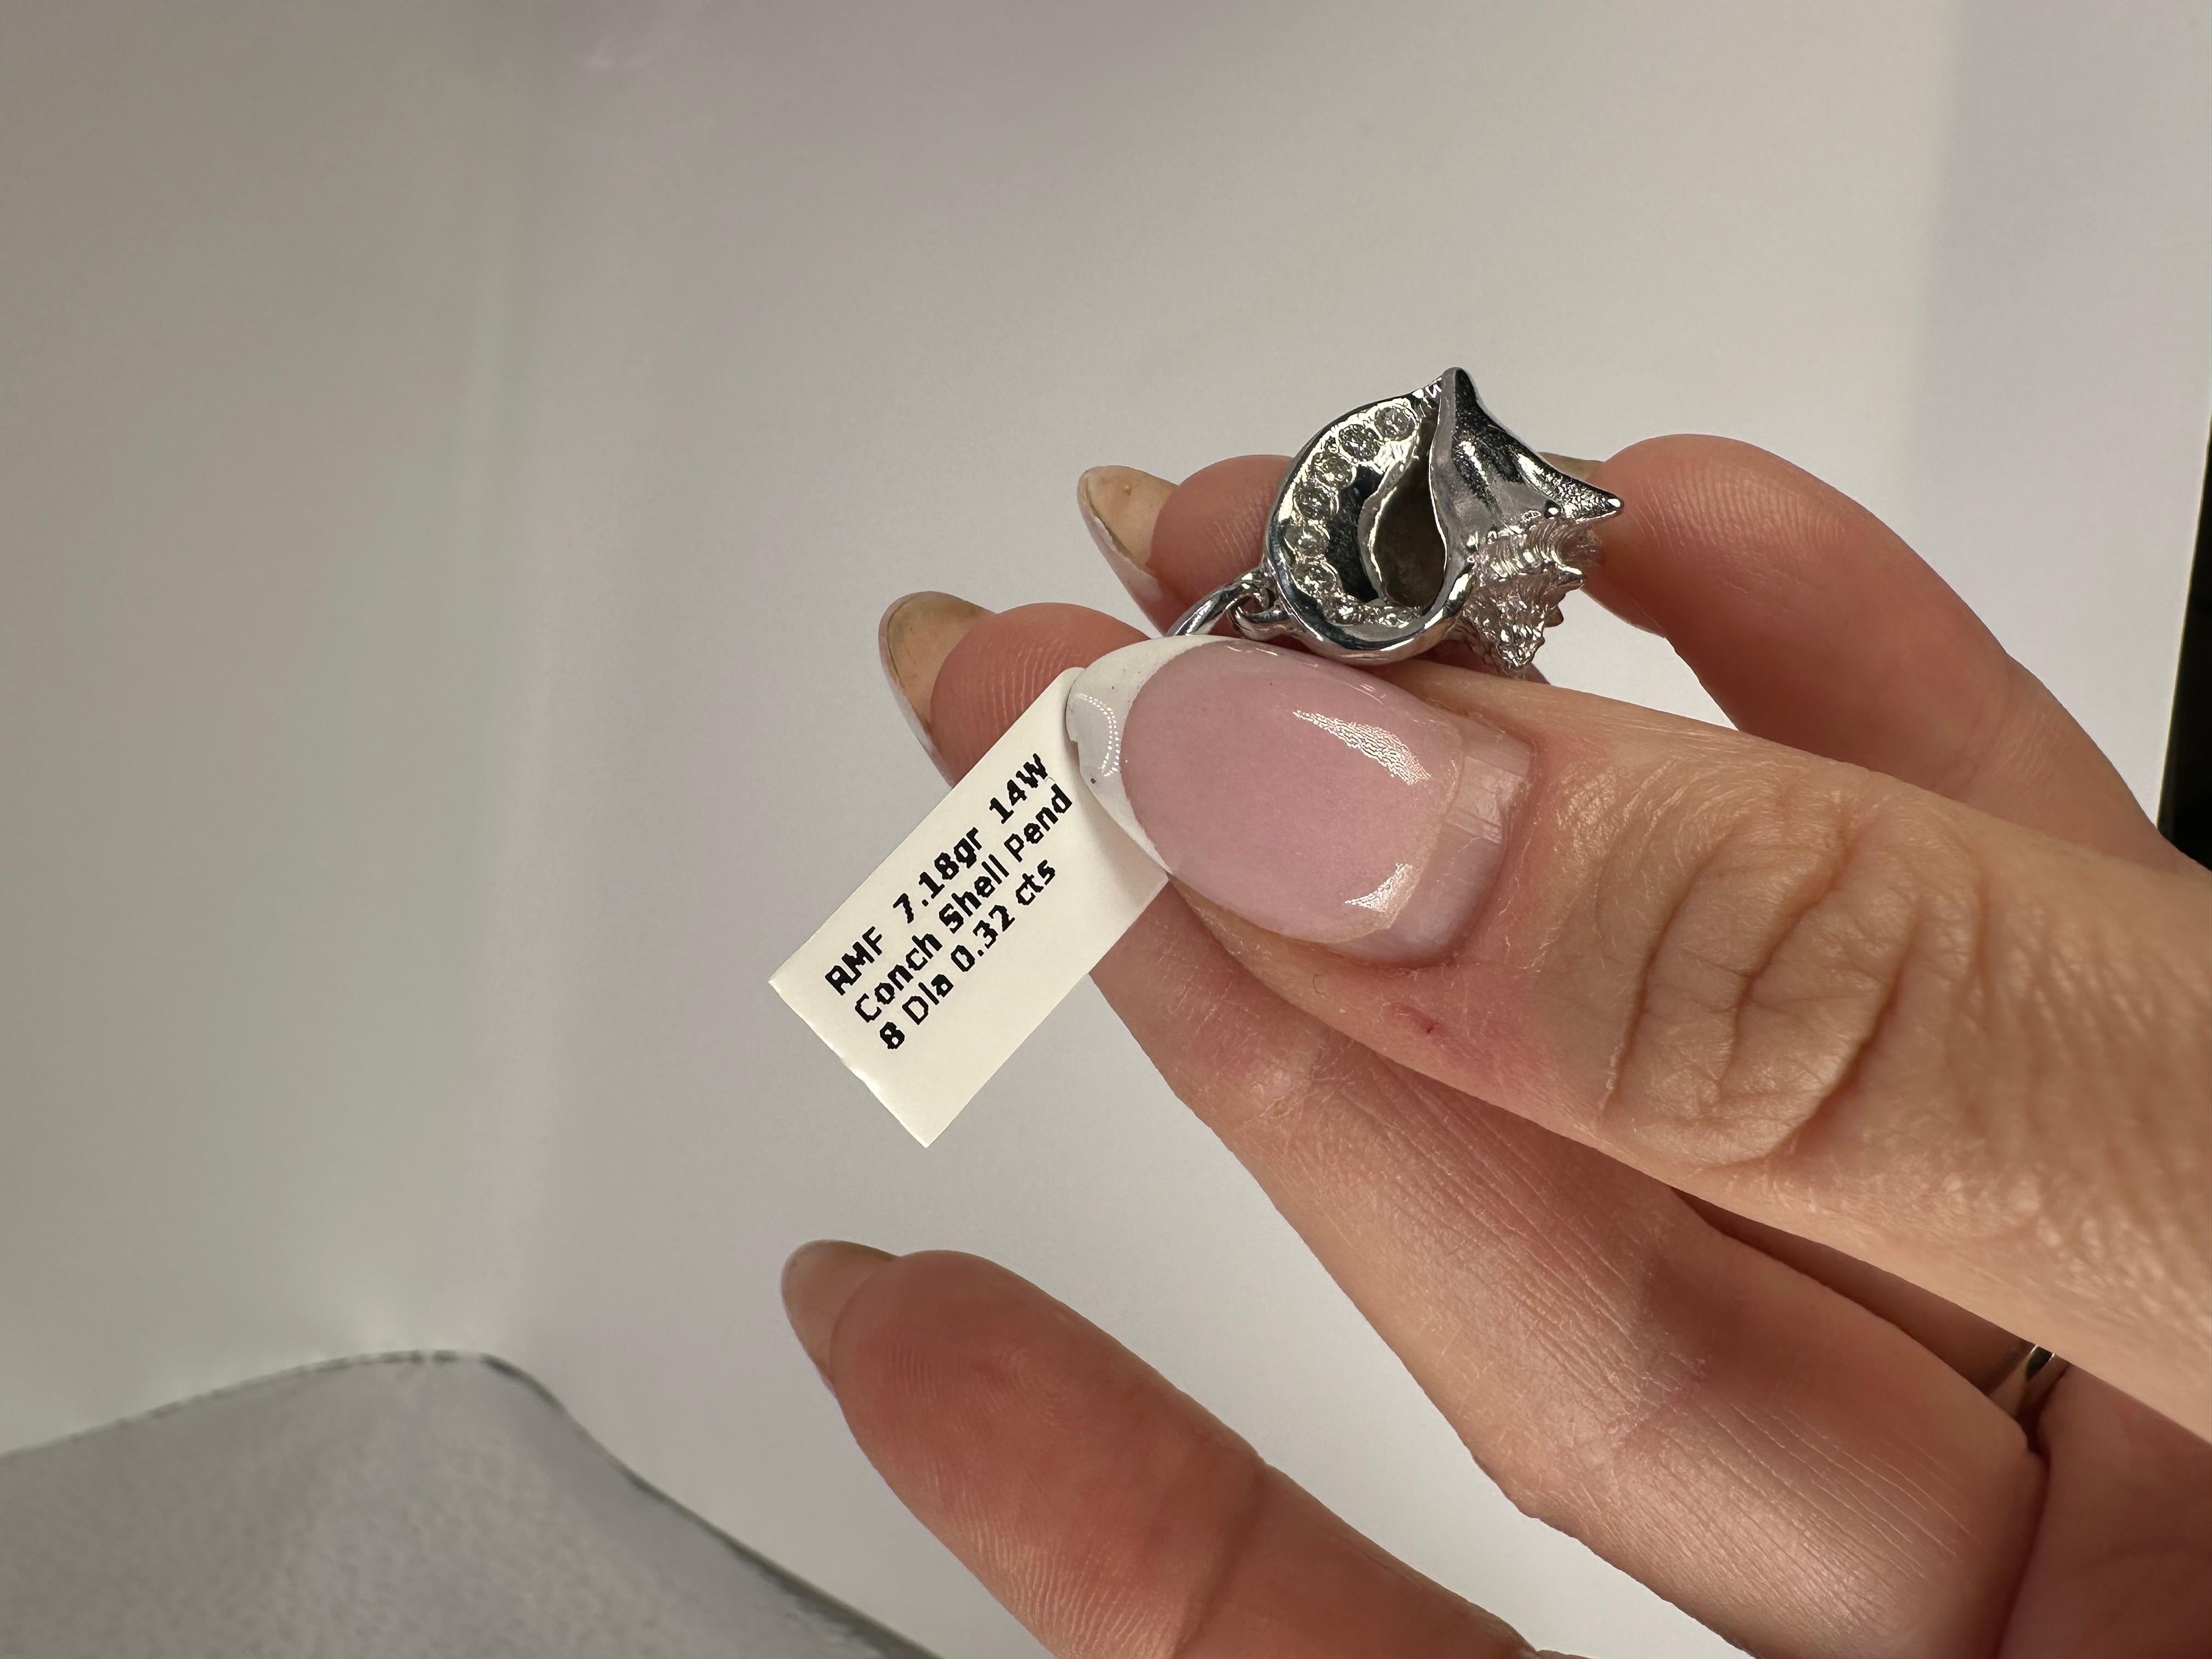 RMF 7.18gr 14W
Conch Shell Pend
8 Dia 0.32 cts